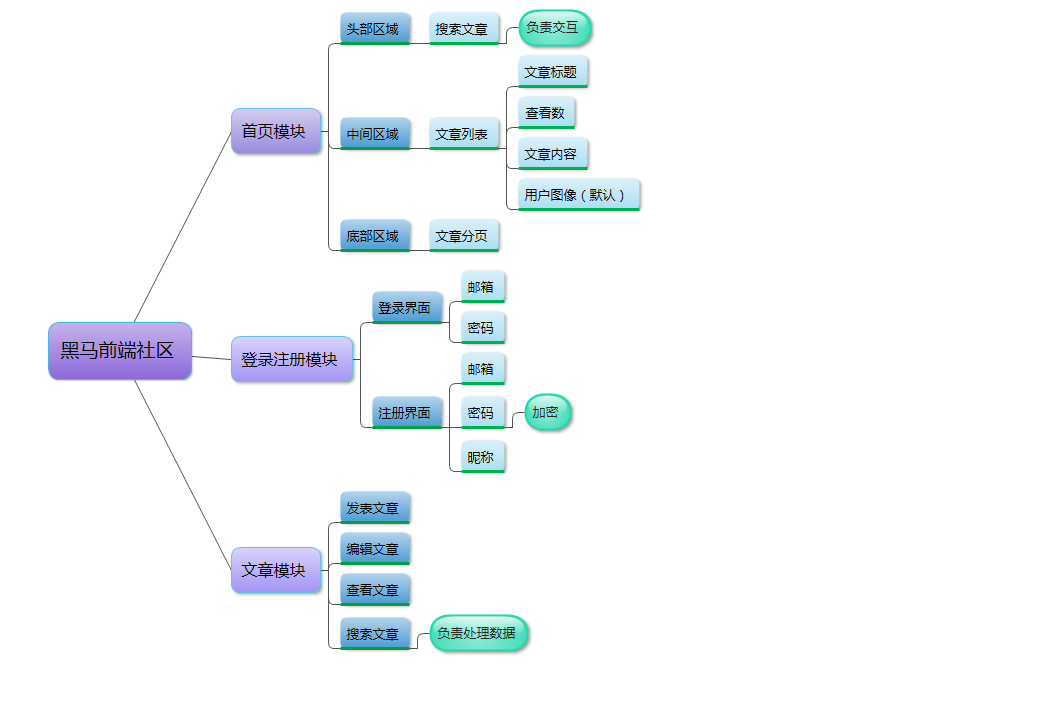 黑马前端社区
首页模块
头部区域
搜索文章
负责交互
中间区域
文章列表
文章标题
查看数
文章内容
用户图像（默认）
底部区域
文章分页
登录注册模块
登录界面
邮箱
密码
注册界面
邮箱
密码
加密
昵称
文章模块
发表文章
编辑文章
查看文章
搜索文章
负责处理数据